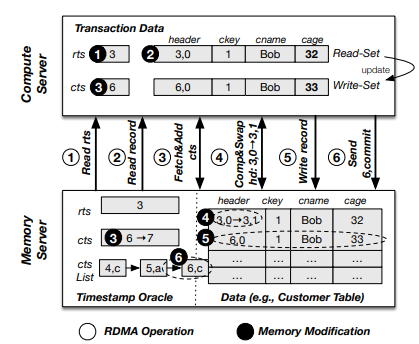 Transaction Data
header ckey cname cage
rts 1 3 2 3,0 1 Bob 32 Read-Set
update
cts 3 6 6,0 1 Bob 33 Write-Set
Compute Server
1 Read rts
2 Read record
3 Fetch&Add cts
4 Comp&Swap hd: 3,0→3,1
5 Write record
6 Send 6,commit
Memory Server
header ckey cname cage
rts 3
4 3,0→3,1 1 Bob 32
cts 3 6→7
5 6,0 1 Bob 33
6
cts List 4,c 5,a 6,c ... ... ... ...
... ... ... ...
Timestamp Oracle Data (e.g., Customer Table)
RDMA Operation Memory Modification